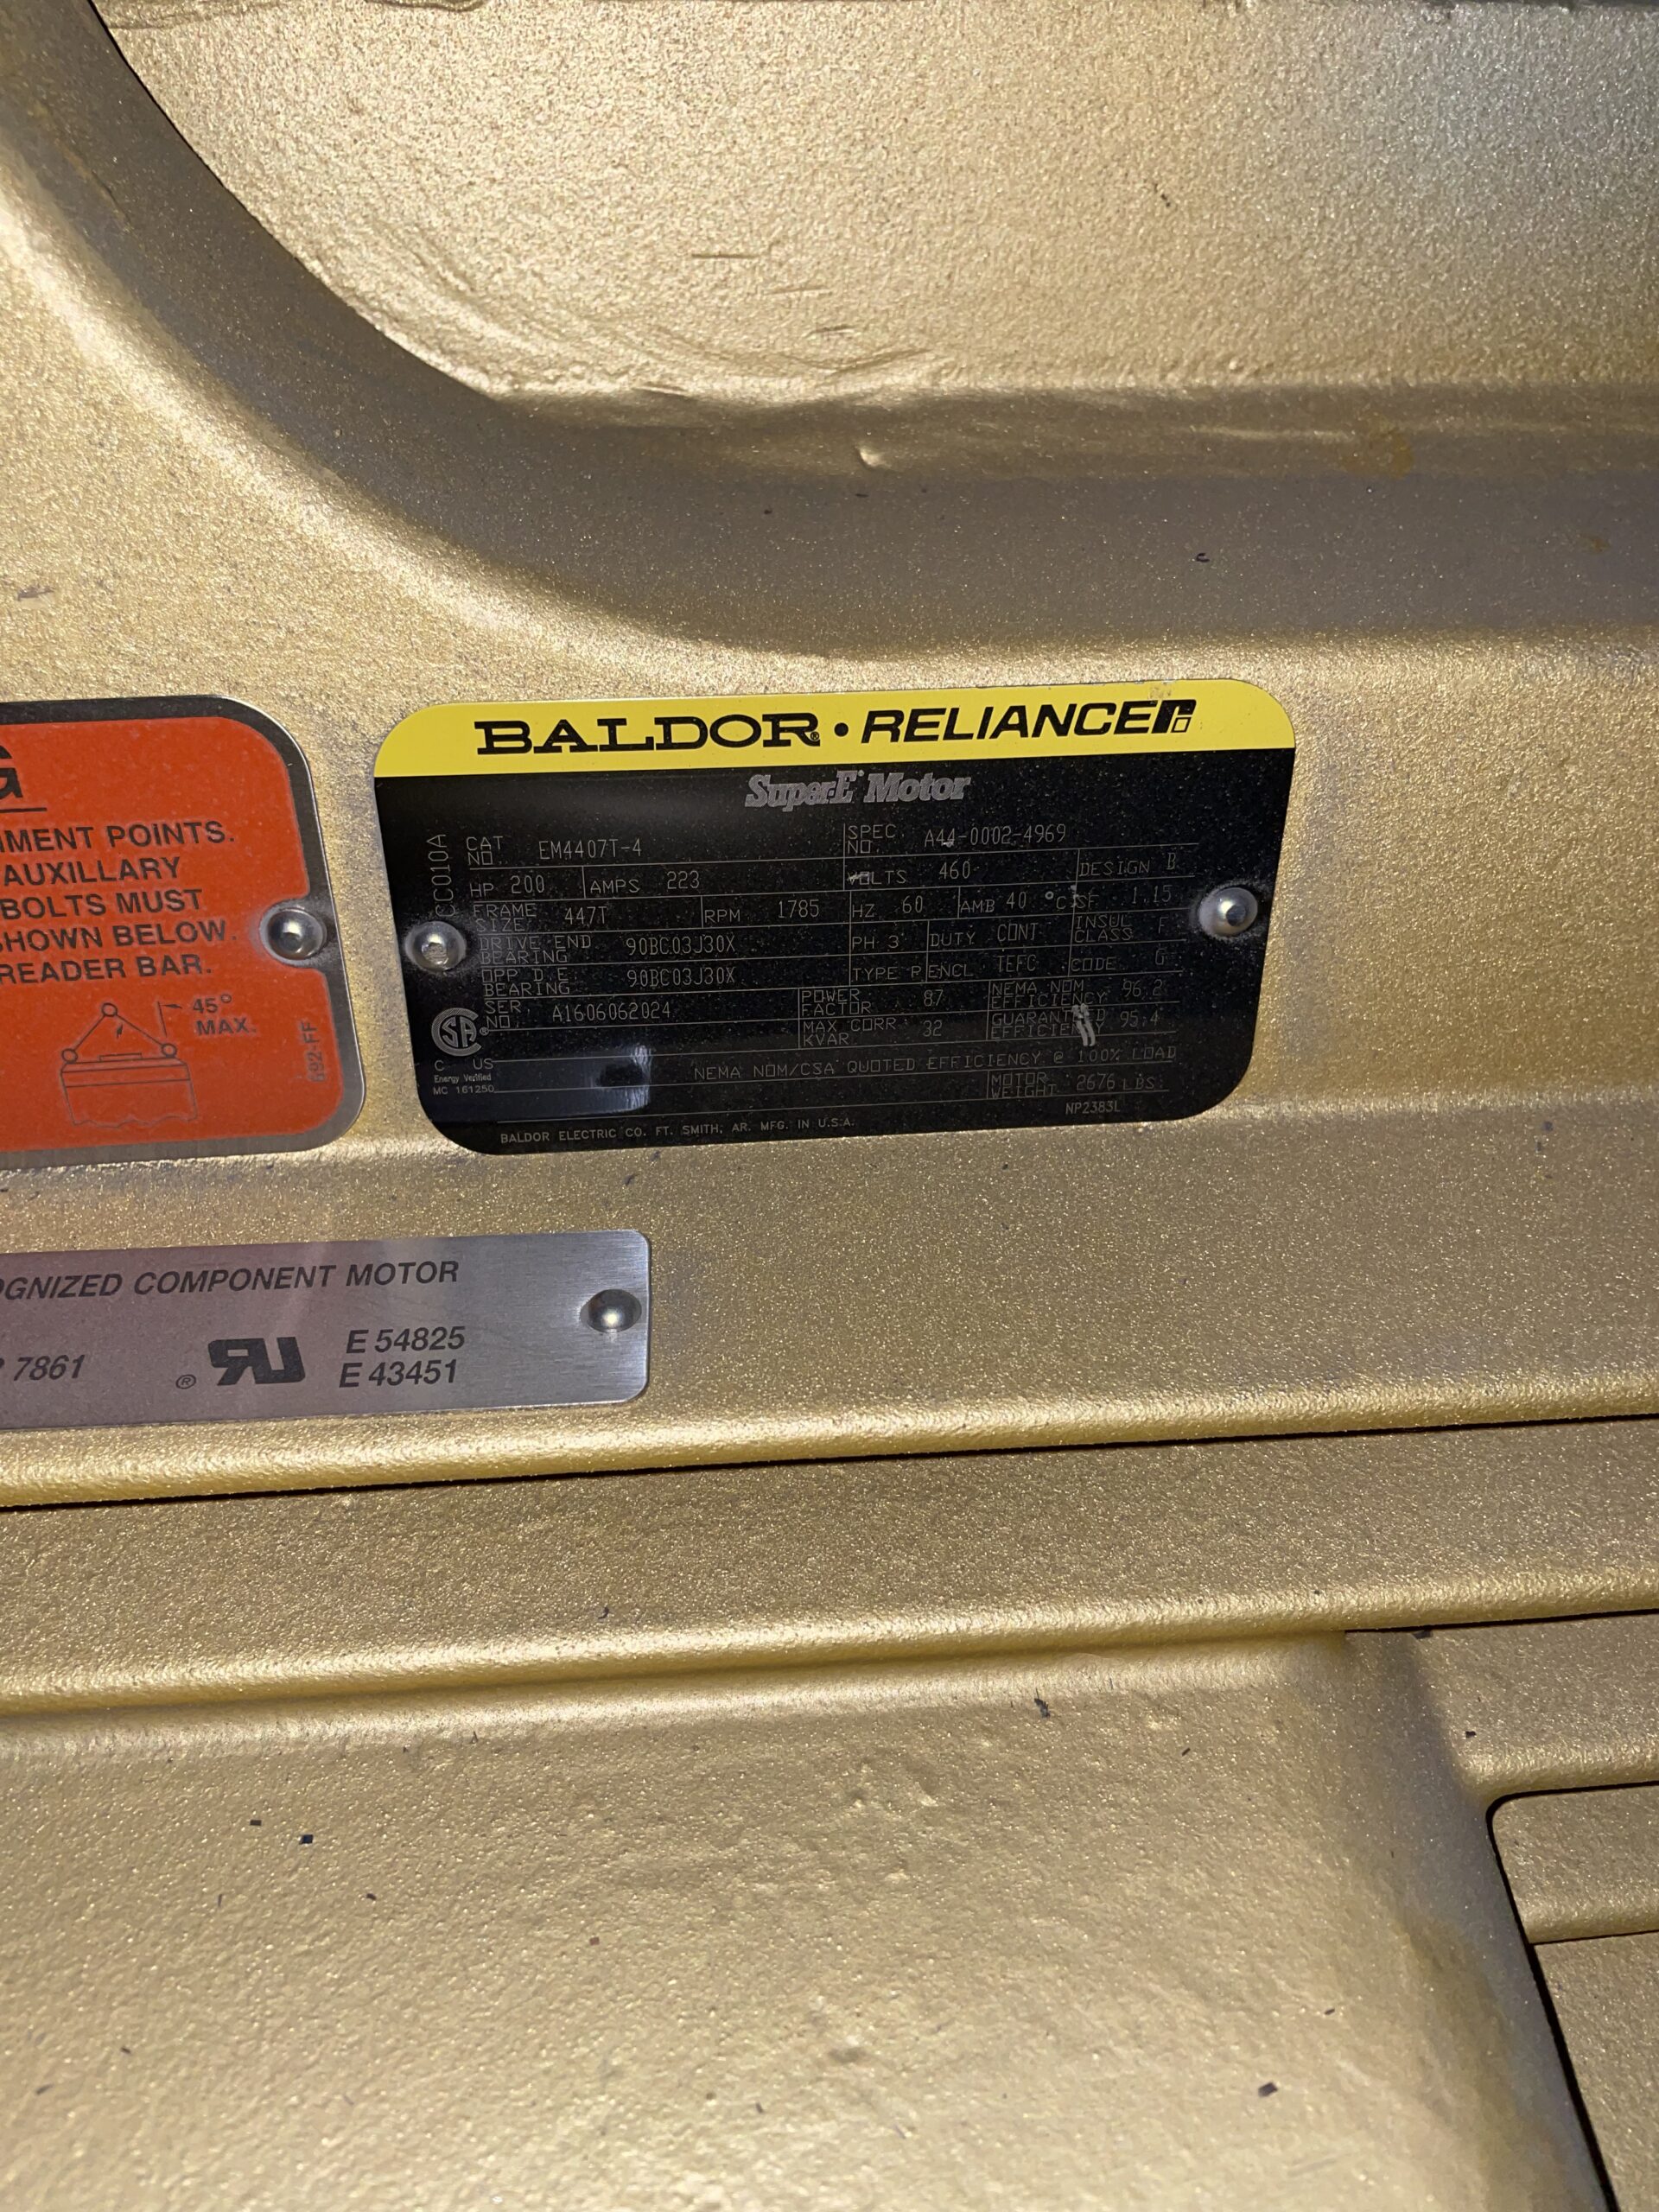 G
MENT POINTS.
AUXILLARY
BOLTS MUST
SHOWN BELOW.
READER BAR.
45°
MAX.
692-FF
BALDOR® • RELIANCE
Super-E® Motor
CC010A
CAT. NO. EM4407T-4 SPEC. NO. A44-0002-4969
HP 200 AMPS 223 VOLTS 460 DESIGN B
FRAME SIZE 447T RPM 1785 HZ 60 AMB 40 °C SF 1.15
DRIVE END BEARING 90BC03J30X PH 3 DUTY CONT INSUL CLASS F
OPP D.E. BEARING 90BC03J30X TYPE P ENCL TEFC CODE G
SER. NO. A1606062024 POWER FACTOR 87 NEMA NOM. EFFICIENCY 96.2
MAX CORR. KVAR 32 GUARANTEED EFFICIENCY 95.4
SA®
C US
Energy Verified
MC 161250
NEMA NOM/CSA QUOTED EFFICIENCY @ 100% LOAD
MOTOR WEIGHT 2676 LBS.
NP2383L
BALDOR ELECTRIC CO. FT. SMITH, AR. MFG. IN U.S.A.
OGNIZED COMPONENT MOTOR
7861 ® RU E 54825
E 43451